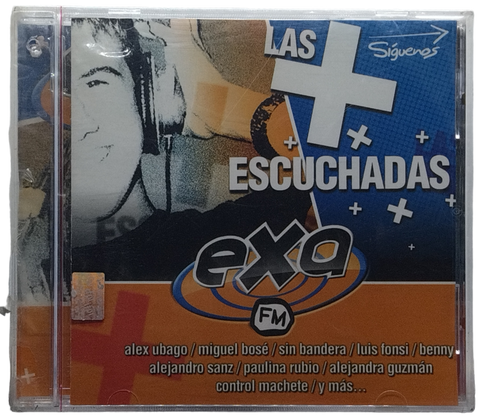 LAS +
Síguenos
ESCUCHADAS
exa
FM
alex ubago / miguel bosé / sin bandera / luis fonsi / benny
alejandro sanz / paulina rubio / alejandra guzmán
control machete / y más...